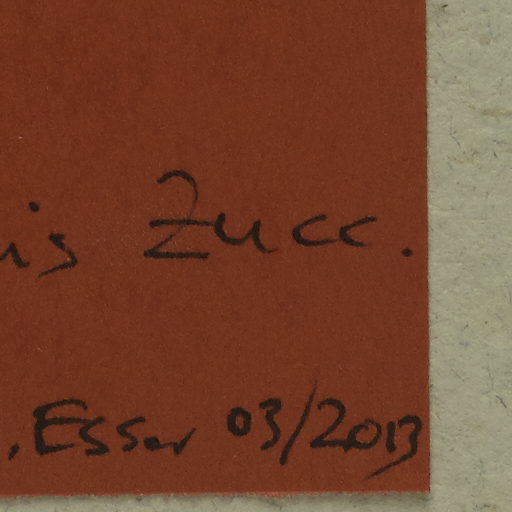 is Zucc.
. Esser 03/2013